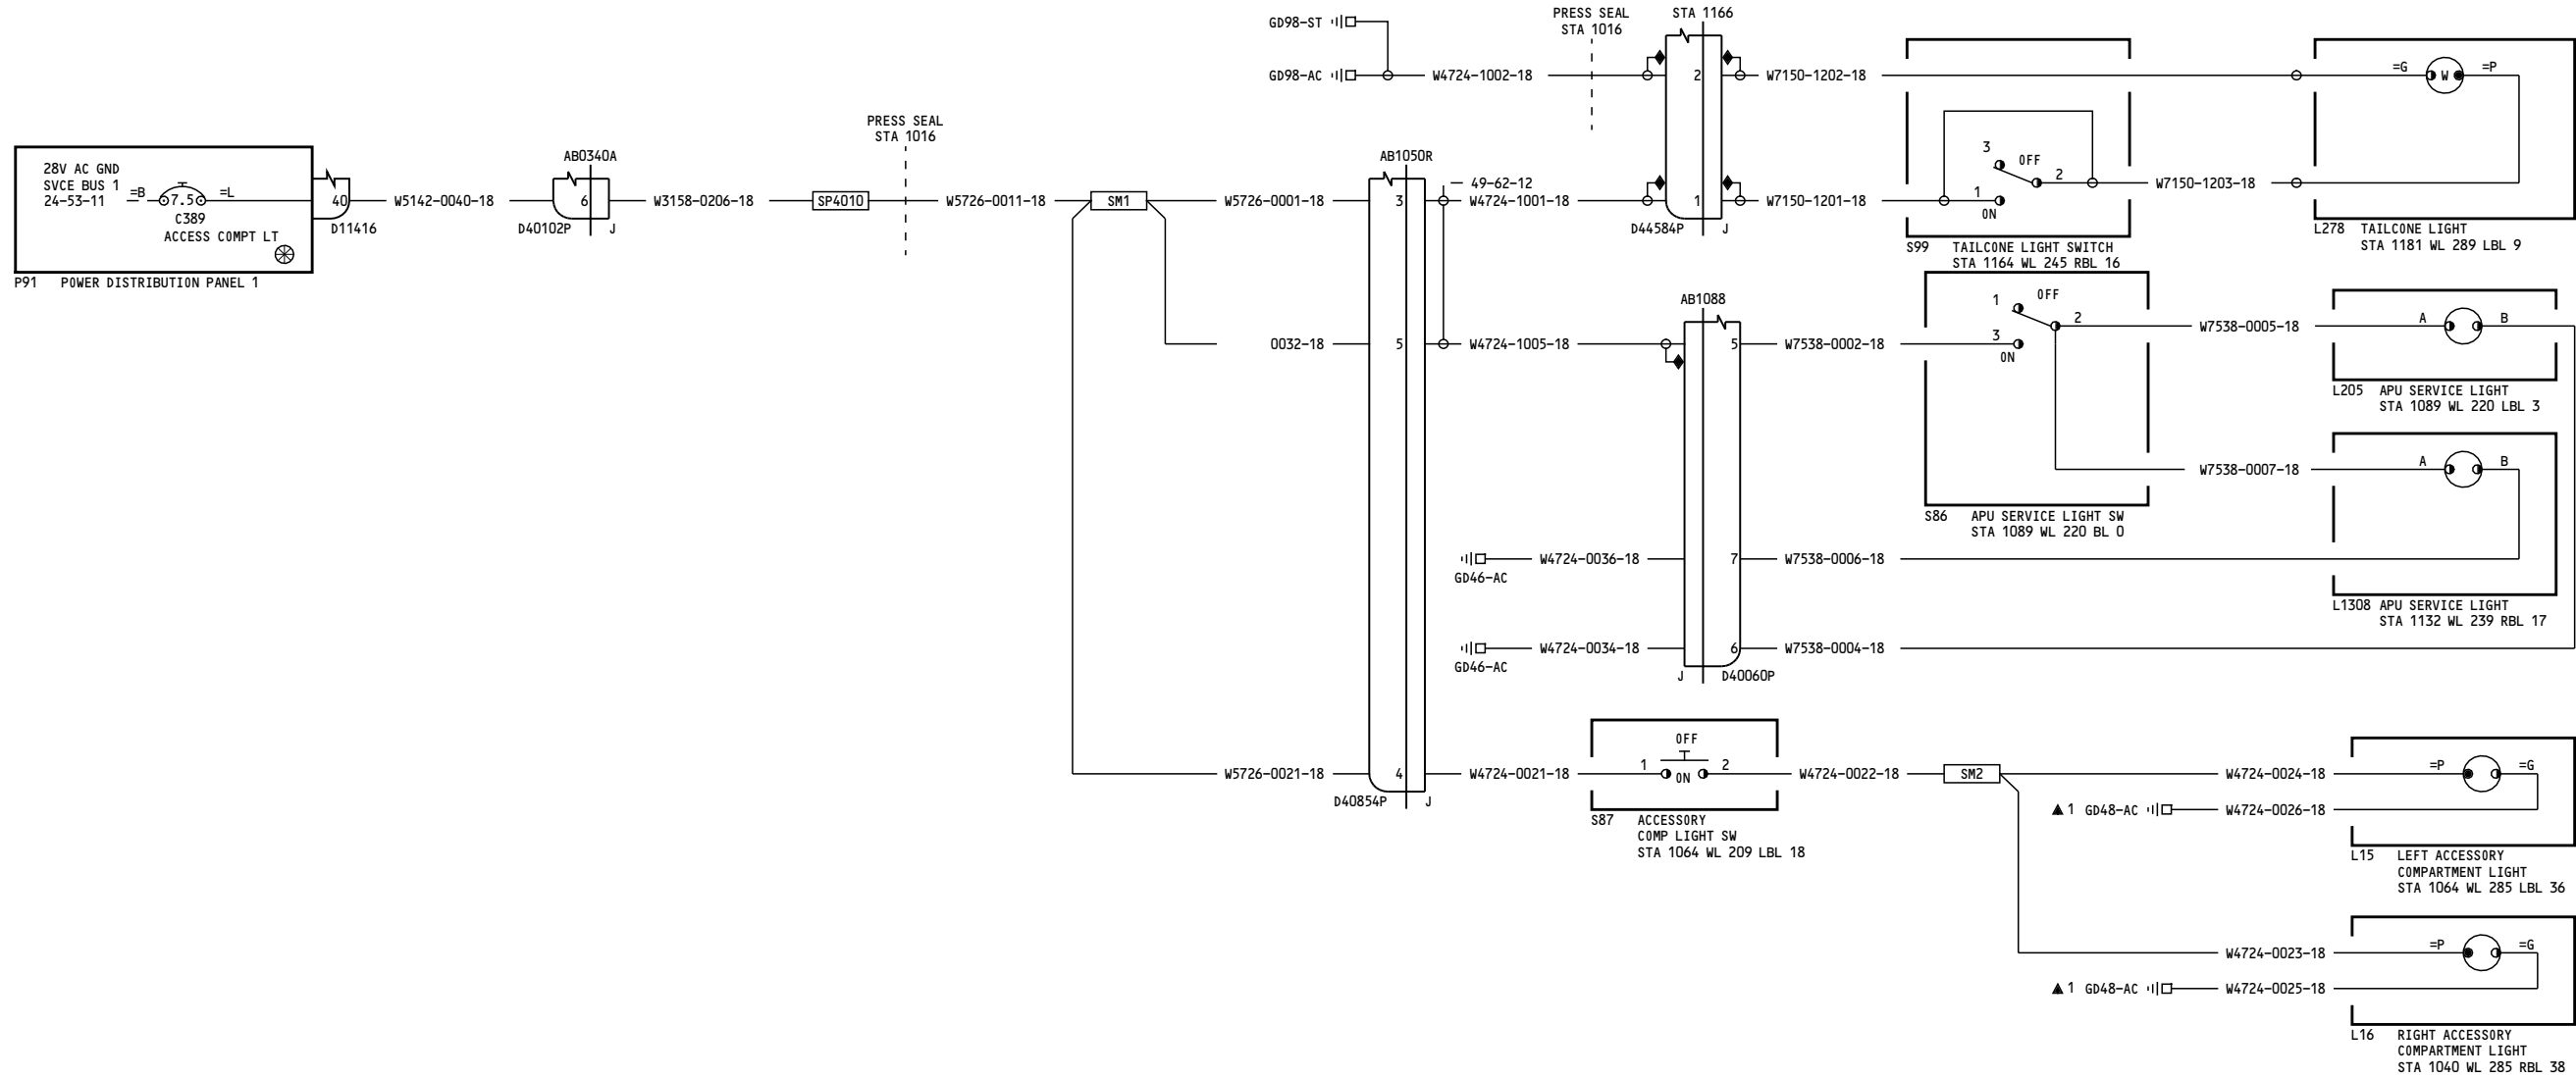 GD98-ST
GD98-AC
W4724-1002-18
PRESS SEAL
STA 1016
STA 1166
2
W7150-1202-18
=G
W
=P
L278 TAILCONE LIGHT
STA 1181 WL 289 LBL 9
28V AC GND
SVCE BUS 1
24-53-11
=B
7.5
=L
C389
ACCESS COMPT LT
P91 POWER DISTRIBUTION PANEL 1
40
D11416
W5142-0040-18
AB0340A
6
D40102P
J
W3158-0206-18
SP4010
PRESS SEAL
STA 1016
W5726-0011-18
SM1
W5726-0001-18
AB1050R
3
49-62-12
W4724-1001-18
1
D44584P
J
W7150-1201-18
3
OFF
2
1
ON
S99 TAILCONE LIGHT SWITCH
STA 1164 WL 245 RBL 16
W7150-1203-18
0032-18
5
W4724-1005-18
AB1088
5
W7538-0002-18
1
OFF
2
3
ON
S86 APU SERVICE LIGHT SW
STA 1089 WL 220 BL 0
W7538-0005-18
A
B
L205 APU SERVICE LIGHT
STA 1089 WL 220 LBL 3
W7538-0007-18
A
B
L1308 APU SERVICE LIGHT
STA 1132 WL 239 RBL 17
GD46-AC
W4724-0036-18
7
W7538-0006-18
GD46-AC
W4724-0034-18
6
W7538-0004-18
J
D40060P
W5726-0021-18
4
D40854P
J
W4724-0021-18
OFF
1
ON
2
S87 ACCESSORY
COMP LIGHT SW
STA 1064 WL 209 LBL 18
W4724-0022-18
SM2
W4724-0024-18
=P
=G
1 GD48-AC
W4724-0026-18
L15 LEFT ACCESSORY
COMPARTMENT LIGHT
STA 1064 WL 285 LBL 36
W4724-0023-18
=P
=G
1 GD48-AC
W4724-0025-18
L16 RIGHT ACCESSORY
COMPARTMENT LIGHT
STA 1040 WL 285 RBL 38